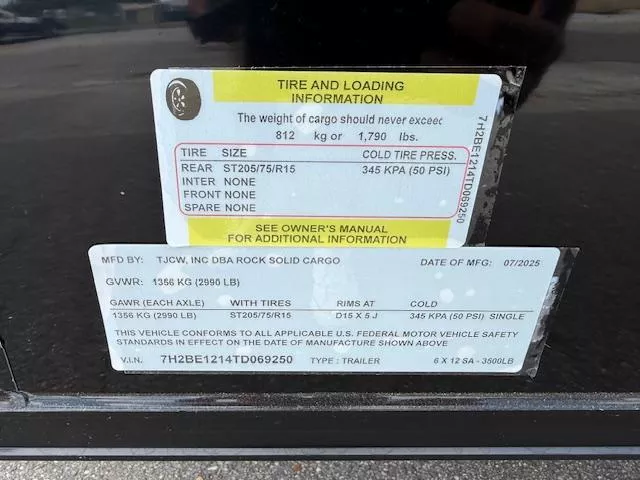 TIRE AND LOADING
INFORMATION
The weight of cargo should never exceed
812 kg or 1,790 lbs.
TIRE SIZE COLD TIRE PRESS.
REAR ST205/75/R15 345 KPA (50 PSI)
INTER NONE
FRONT NONE
SPARE NONE
7H2BE1214TD069250
SEE OWNER'S MANUAL
FOR ADDITIONAL INFORMATION
MFD BY: TJCW, INC DBA ROCK SOLID CARGO DATE OF MFG: 07/2025
GVWR: 1356 KG (2990 LB)
GAWR (EACH AXLE) WITH TIRES RIMS AT COLD
1356 KG (2990 LB) ST205/75/R15 D15 X 5 J 345 KPA (50 PSI) SINGLE
THIS VEHICLE CONFORMS TO ALL APPLICABLE U.S. FEDERAL MOTOR VEHICLE SAFETY
STANDARDS IN EFFECT ON THE DATE OF MANUFACTURE SHOWN ABOVE
V.I.N. 7H2BE1214TD069250 TYPE : TRAILER 6 X 12 SA - 3500LB